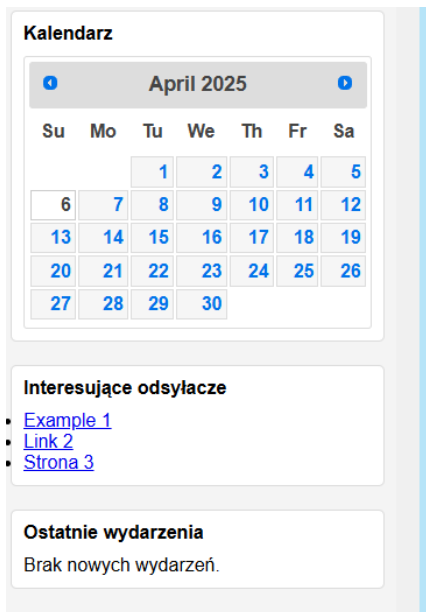 Kalendarz
April 2025
Su Mo Tu We Th Fr Sa
1 2 3 4 5
6 7 8 9 10 11 12
13 14 15 16 17 18 19
20 21 22 23 24 25 26
27 28 29 30
Interesujące odsyłacze
Example 1
Link 2
Strona 3
Ostatnie wydarzenia
Brak nowych wydarzeń.